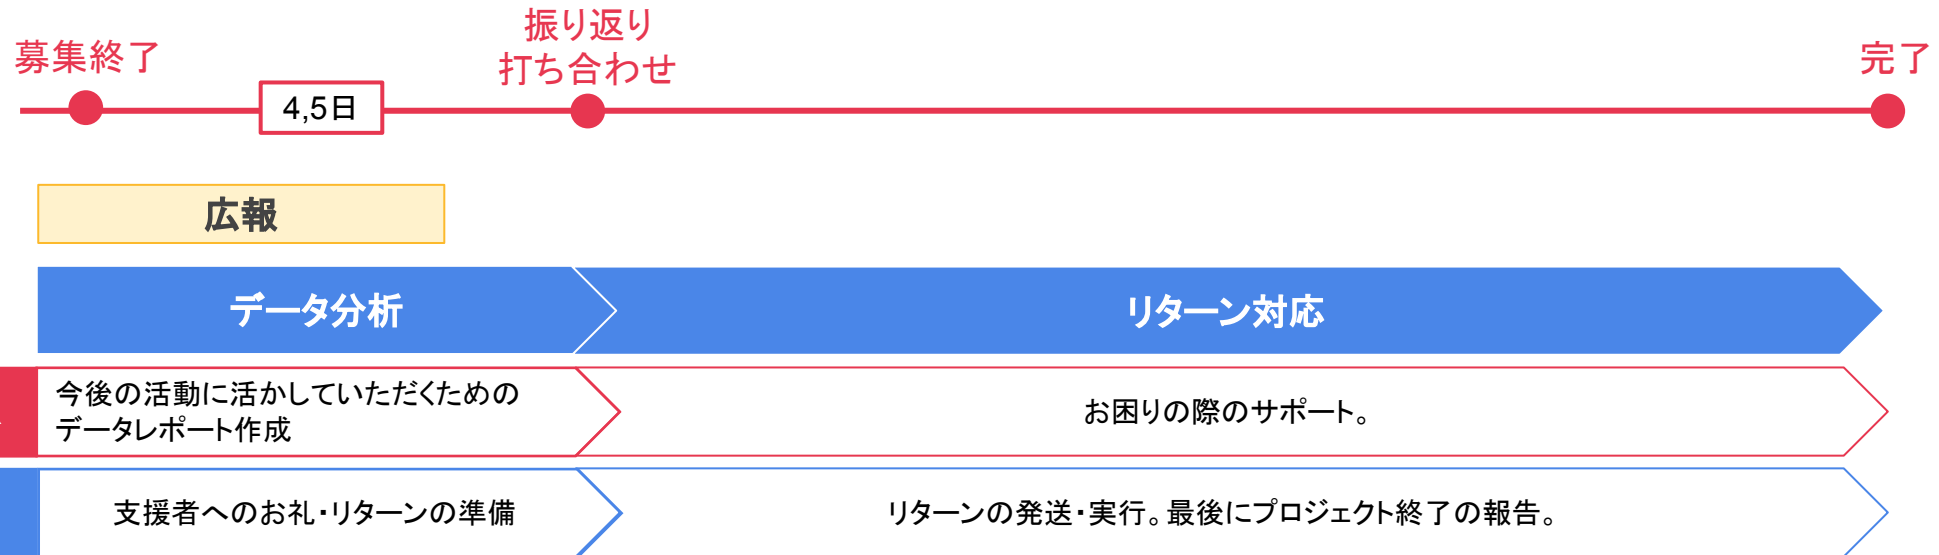 募集終了
振り返り
打ち合わせ
完了
4,5日
広報
データ分析
リターン対応
今後の活動に活かしていただくための
データレポート作成
お困りの際のサポート。
支援者へのお礼・リターンの準備
リターンの発送・実行。最後にプロジェクト終了の報告。